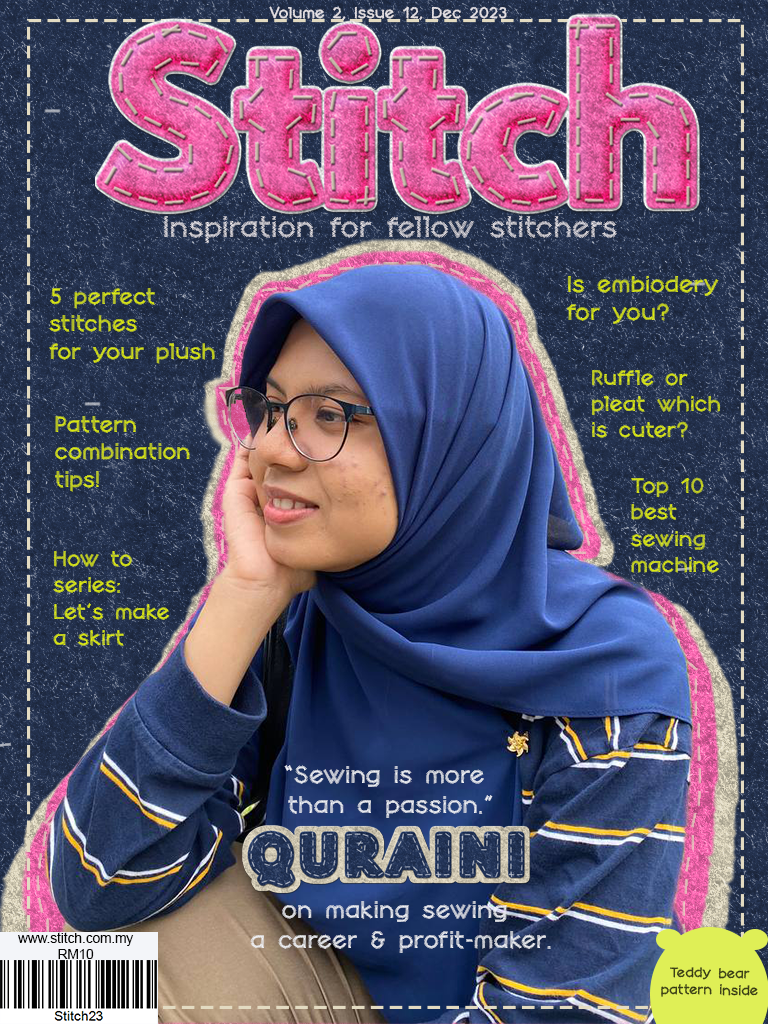 Volume 2, Issue 12, Dec 2023
Stitch
Inspiration for fellow stitchers
5 perfect
stitches
for your plush
Pattern
combination
tips!
How to
series:
Let's make
a skirt
Is embiodery
for you?
Ruffle or
pleat which
is cuter?
Top 10
best
sewing
machine
"Sewing is more
than a passion."
QURAINI
on making sewing
a career & profit-maker.
www.stitch.com.my
RM10
Stitch23
Teddy bear
pattern inside